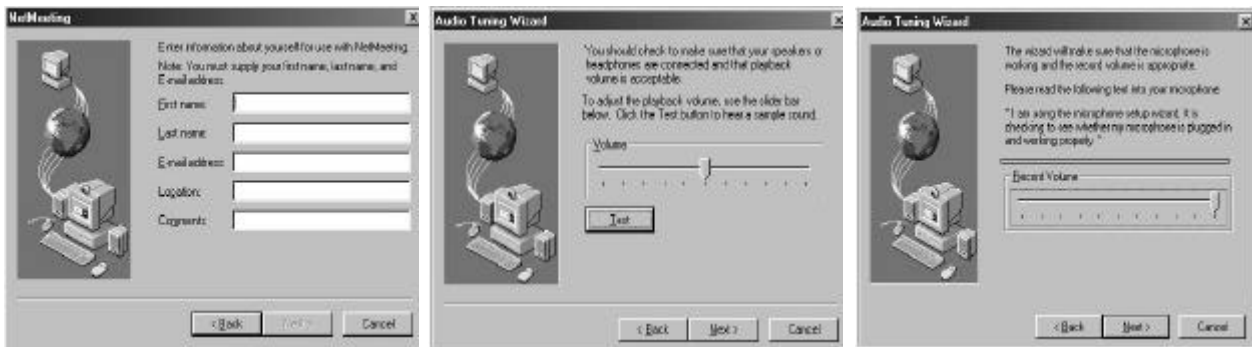 NetMeeting
Enter information about yourself for use with NetMeeting.
Note: You must supply your first name, last name, and
E-mail address.
First name:
Last name:
E-mail address:
Location:
Comments:
< Back
Next >
Cancel
Audio Tuning Wizard
You should check to make sure that your speakers or
headphones are connected and that playback
volume is acceptable.
To adjust the playback volume, use the slider bar
below. Click the Test button to hear a sample sound.
Volume
Test
< Back
Next >
Cancel
Audio Tuning Wizard
The wizard will make sure that the microphone is
working and the record volume is appropriate.
Please read the following text into your microphone:
"I am using the microphone setup wizard. It is
checking to see whether my microphone is plugged in
and working properly."
Record Volume
< Back
Next >
Cancel